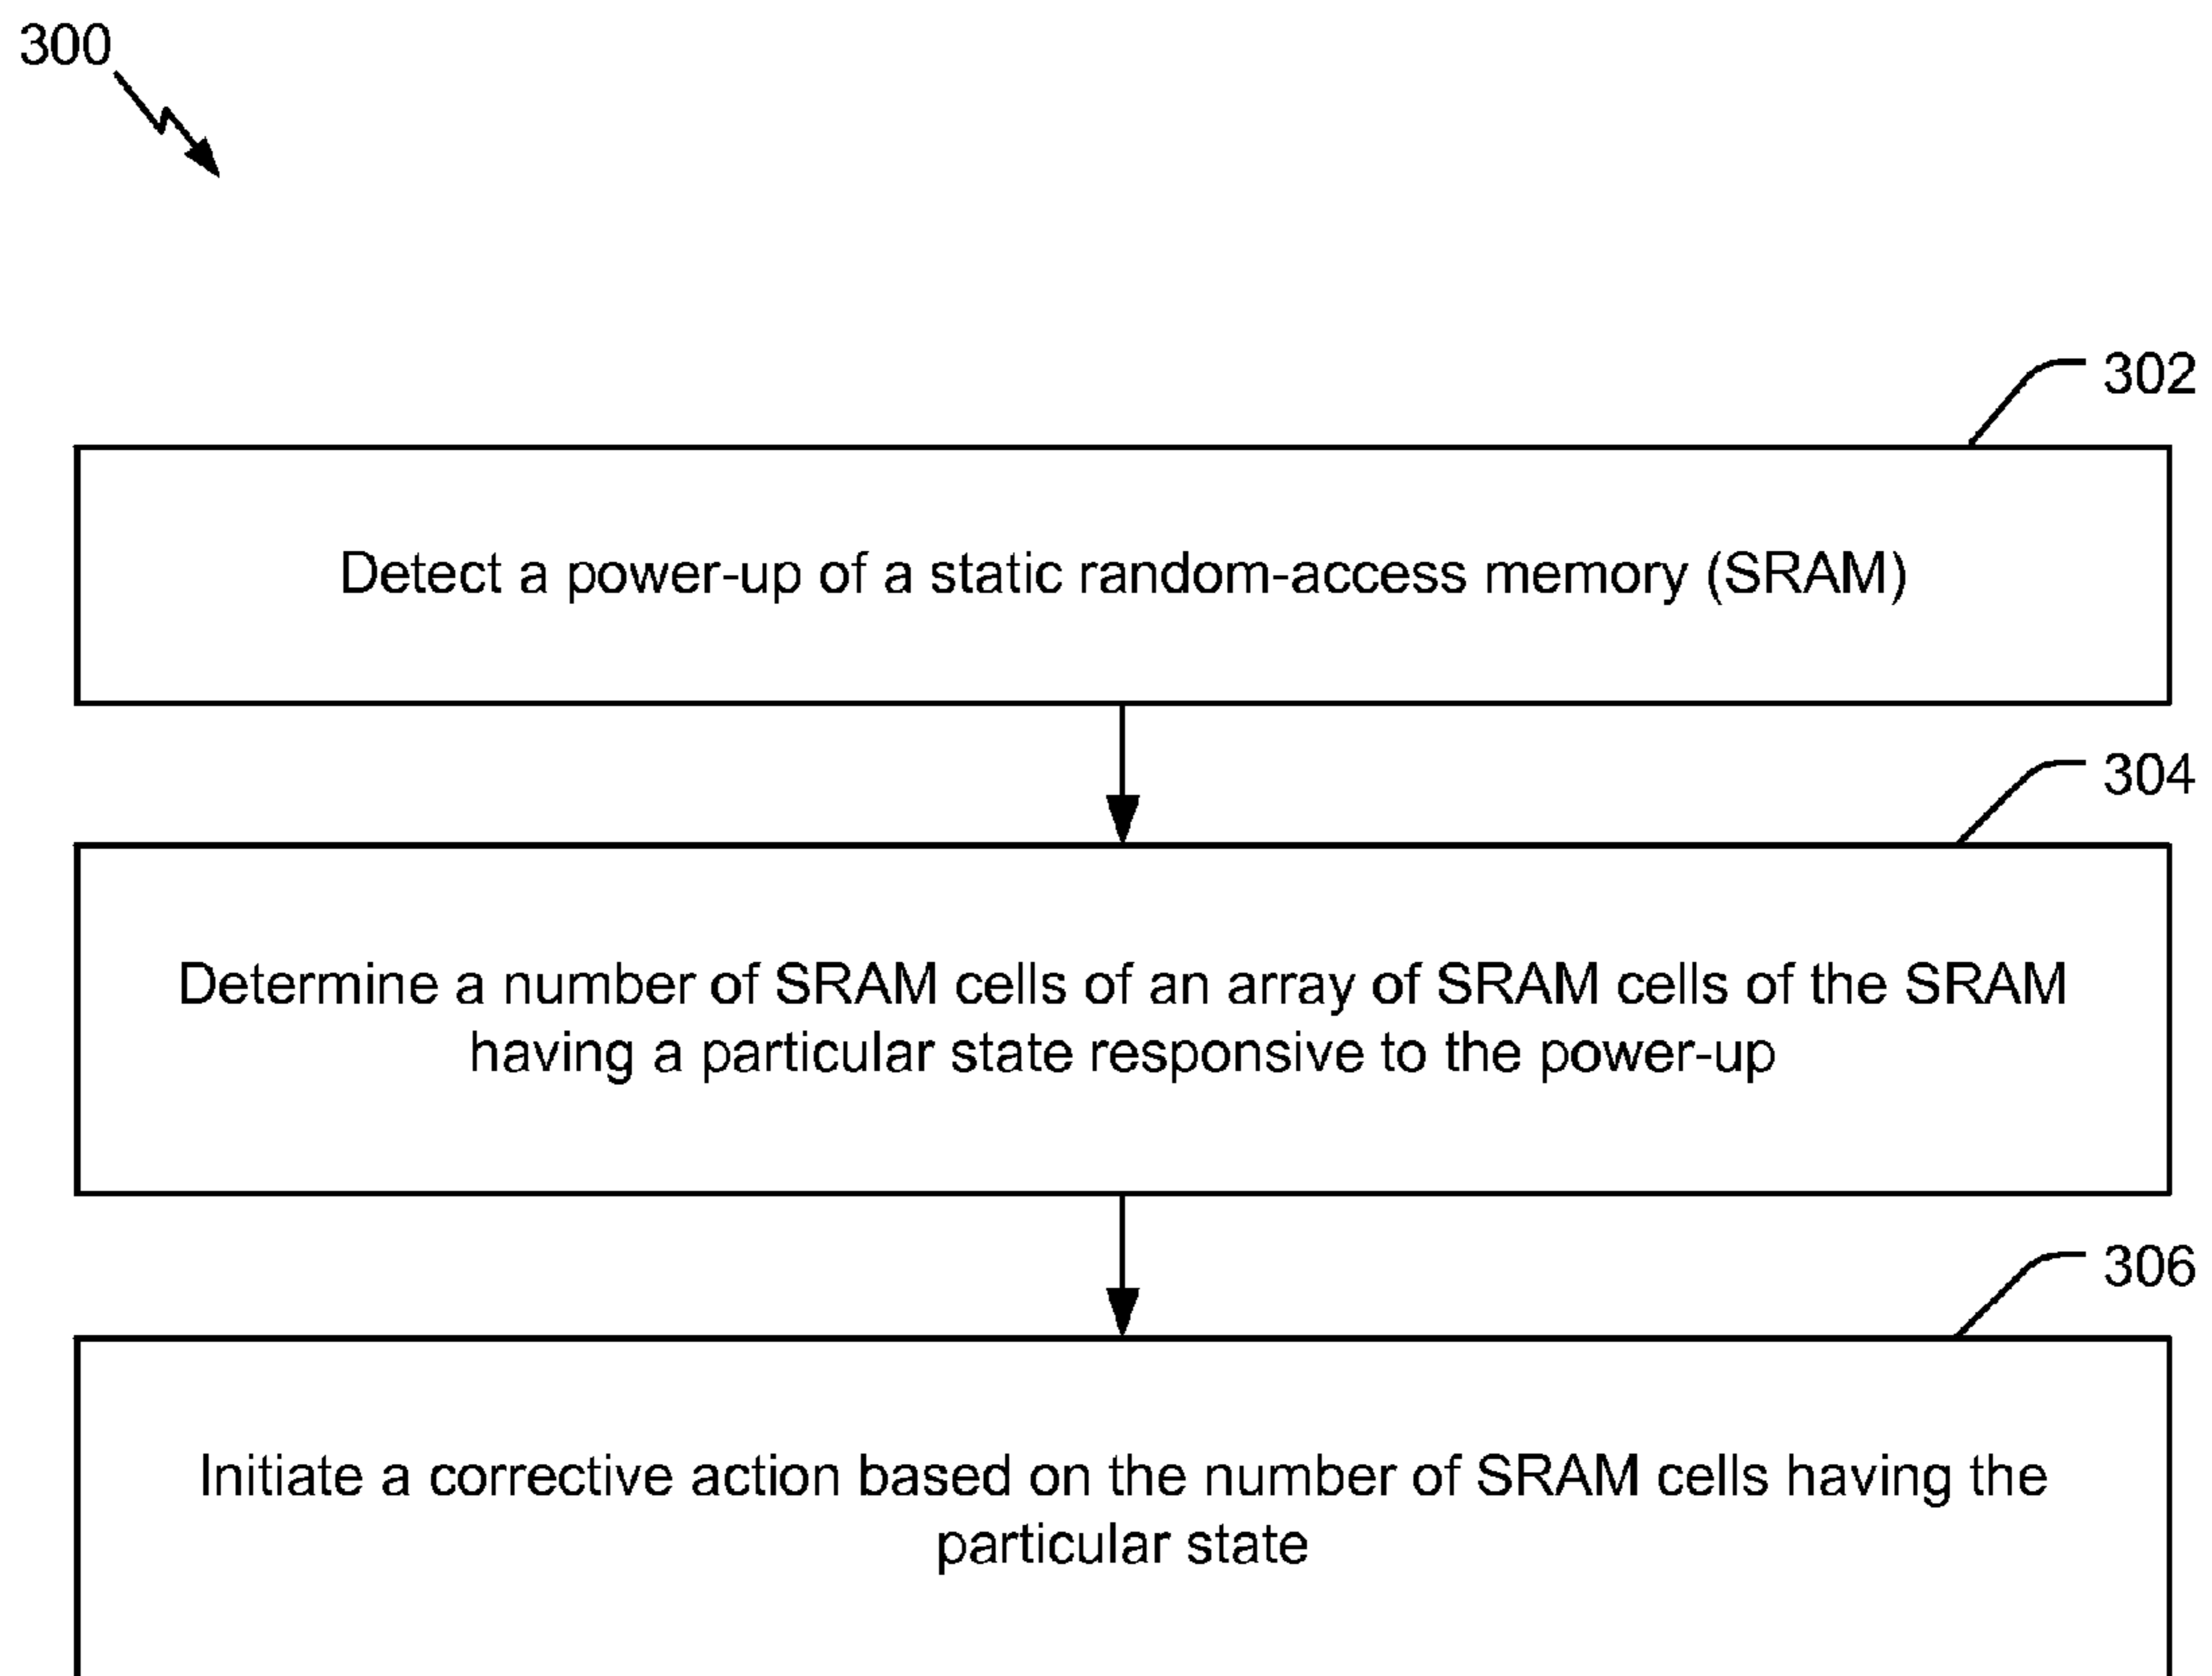 300
302
Detect a power-up of a static random-access memory (SRAM)
304
Determine a number of SRAM cells of an array of SRAM cells of the SRAM
having a particular state responsive to the power-up
306
Initiate a corrective action based on the number of SRAM cells having the
particular state